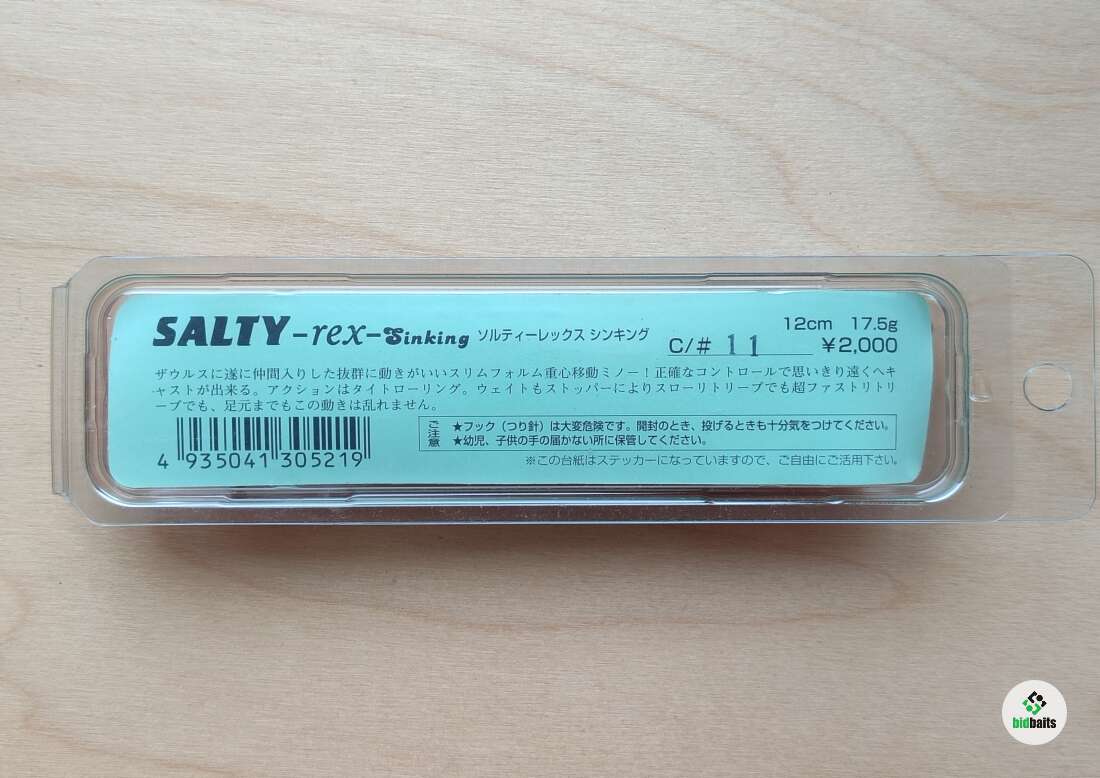 SALTY-rex-Sinking ソルティーレックス シンキング
12cm 17.5g
C/# 11 ¥2,000
ザウルスに遂に仲間入りした抜群に動きがいいスリムフォルム重心移動ミノー!正確なコントロールで思いきり遠くへキ
ャストが出来る。アクションはタイトローリング。ウェイトもストッパーによりスローリトリーブでも超ファストリトリ
ーブでも、足元までもこの動きは乱れません。
ご注意
★フック(つり針)は大変危険です。開封のとき、投げるときも十分気をつけてください。
★幼児、子供の手の届かない所に保管してください。
4 935041 305219
※この台紙はステッカーになっていますので、ご自由にご活用下さい。
bidbaits